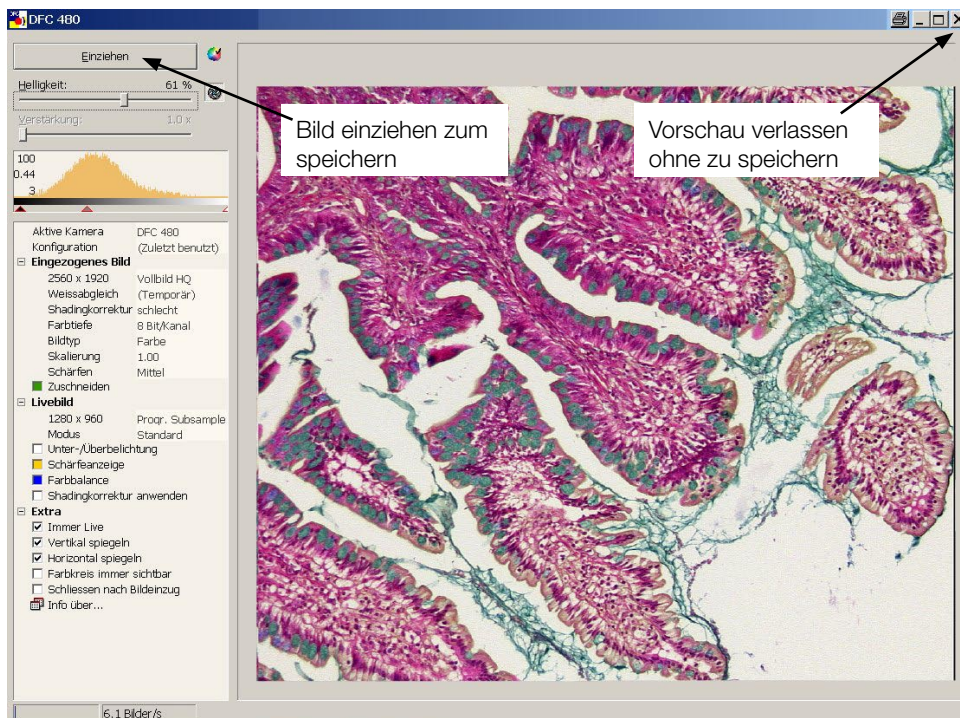 DFC 480
Einziehen
Helligkeit: 61 %
Verstärkung: 1.0 x
Bild einziehen zum
speichern
Vorschau verlassen
ohne zu speichern
100
0.44
3
Aktive Kamera DFC 480
Konfiguration (Zuletzt benutzt)
Eingezogenes Bild
2560 x 1920 Vollbild HQ
Weissabgleich (Temporär)
Shadingkorrektur schlecht
Farbtiefe 8 Bit/Kanal
Bildtyp Farbe
Skalierung 1.00
Schärfen Mittel
Zuschneiden
Livebild
1280 x 960 Progr. Subsample
Modus Standard
Unter-/Überbelichtung
Schärfeanzeige
Farbbalance
Shadingkorrektur anwenden
Extra
Immer Live
Vertikal spiegeln
Horizontal spiegeln
Farbkreis immer sichtbar
Schliessen nach Bildeinzug
Info über...
6.1 Bilder/s